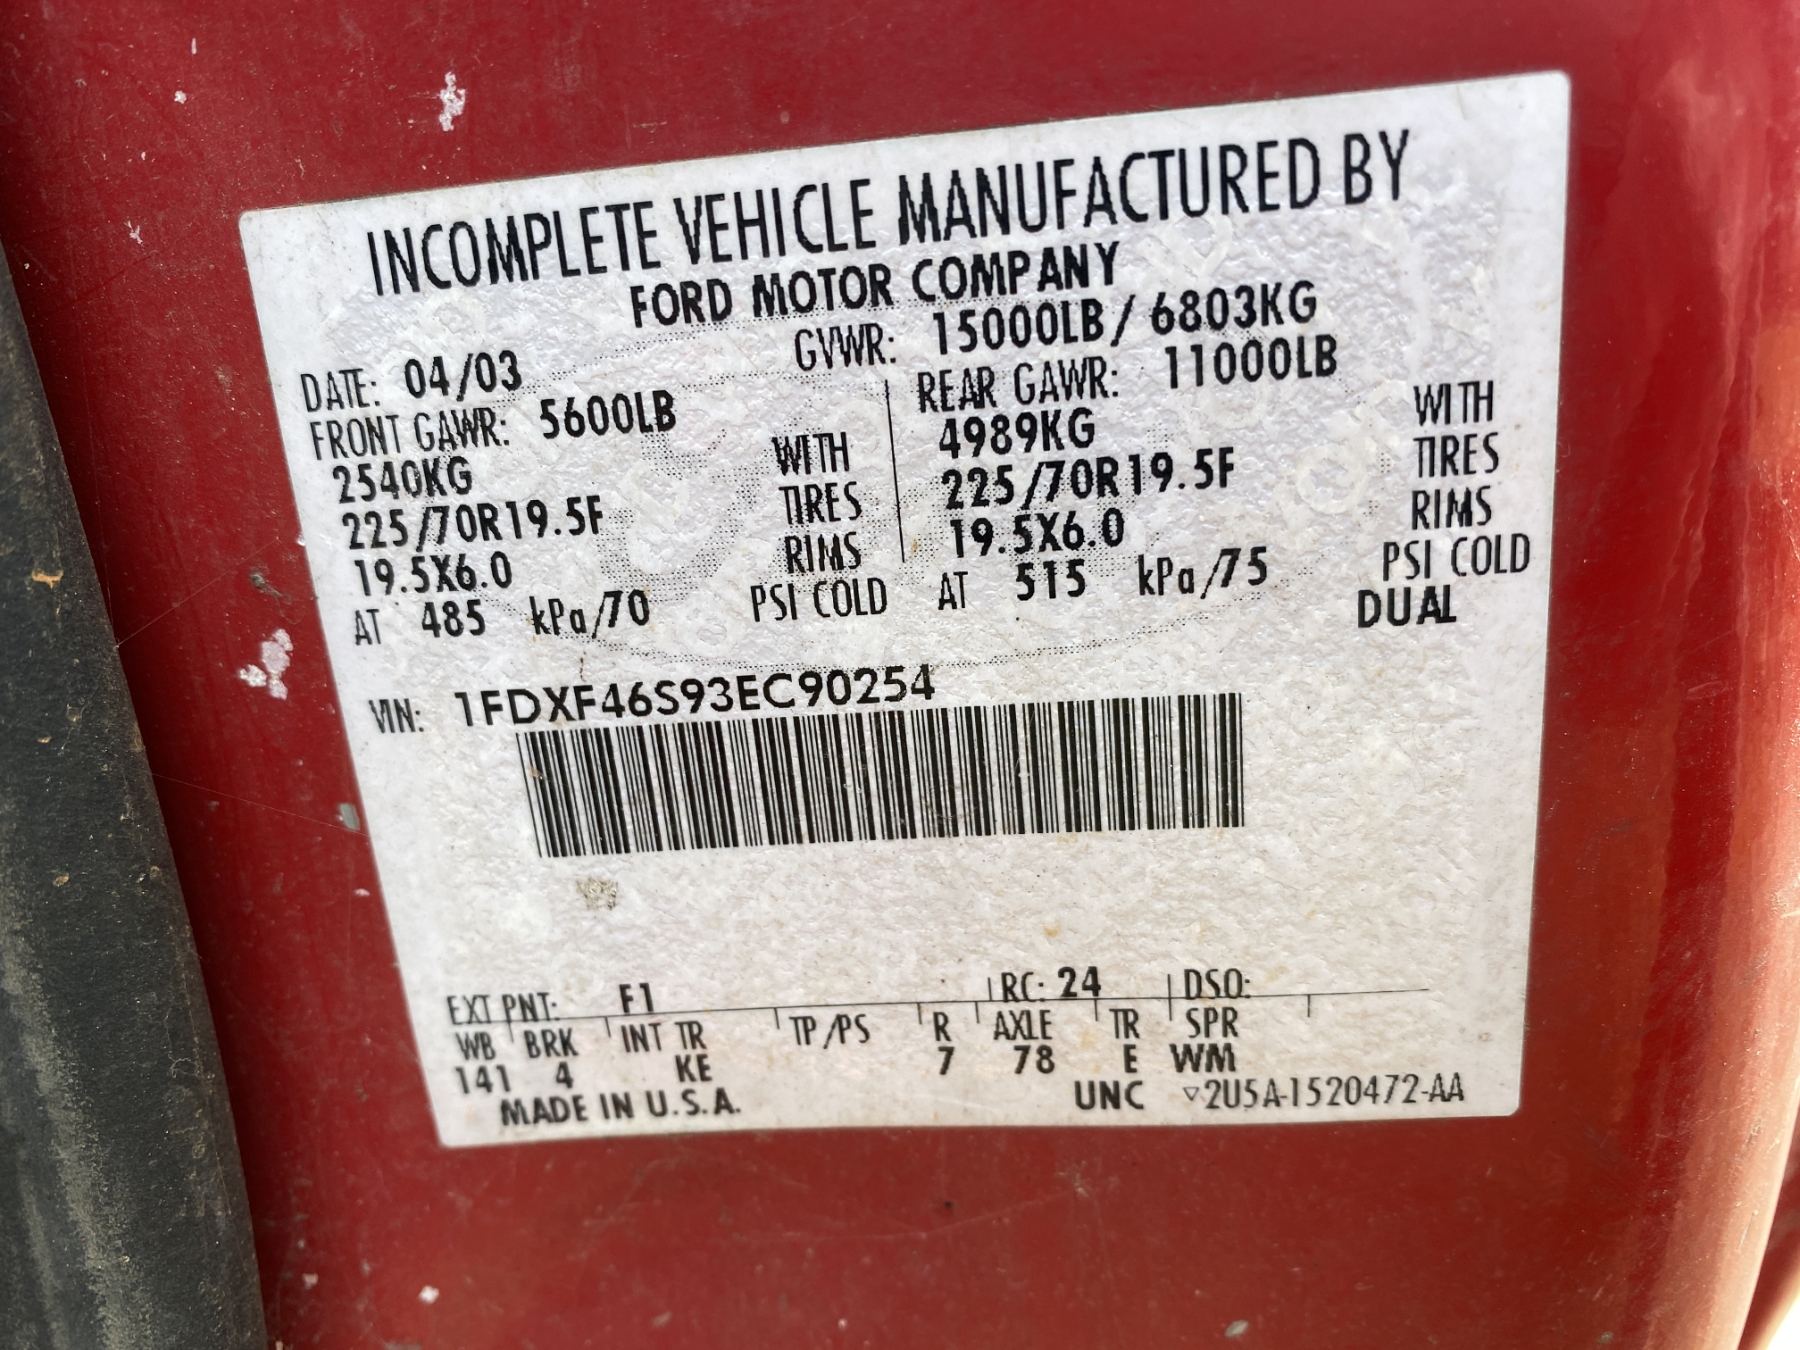 INCOMPLETE VEHICLE MANUFACTURED BY
FORD MOTOR COMPANY
DATE: 04/03 GVWR: 15000LB / 6803KG
FRONT GAWR: 5600LB REAR GAWR: 11000LB
2540KG WITH 4989KG WITH
225/70R19.5F TIRES 225/70R19.5F TIRES
19.5X6.0 RIMS 19.5X6.0 RIMS
AT 485 kPa/70 PSI COLD AT 515 kPa/75 PSI COLD
DUAL
VIN: 1FDXF46S93EC90254
EXT PNT: F1 RC: 24 DSO:
WB BRK INT TR TP/PS R AXLE TR SPR
141 4 KE 7 78 E WM
MADE IN U.S.A. UNC ▽2U5A-1520472-AA